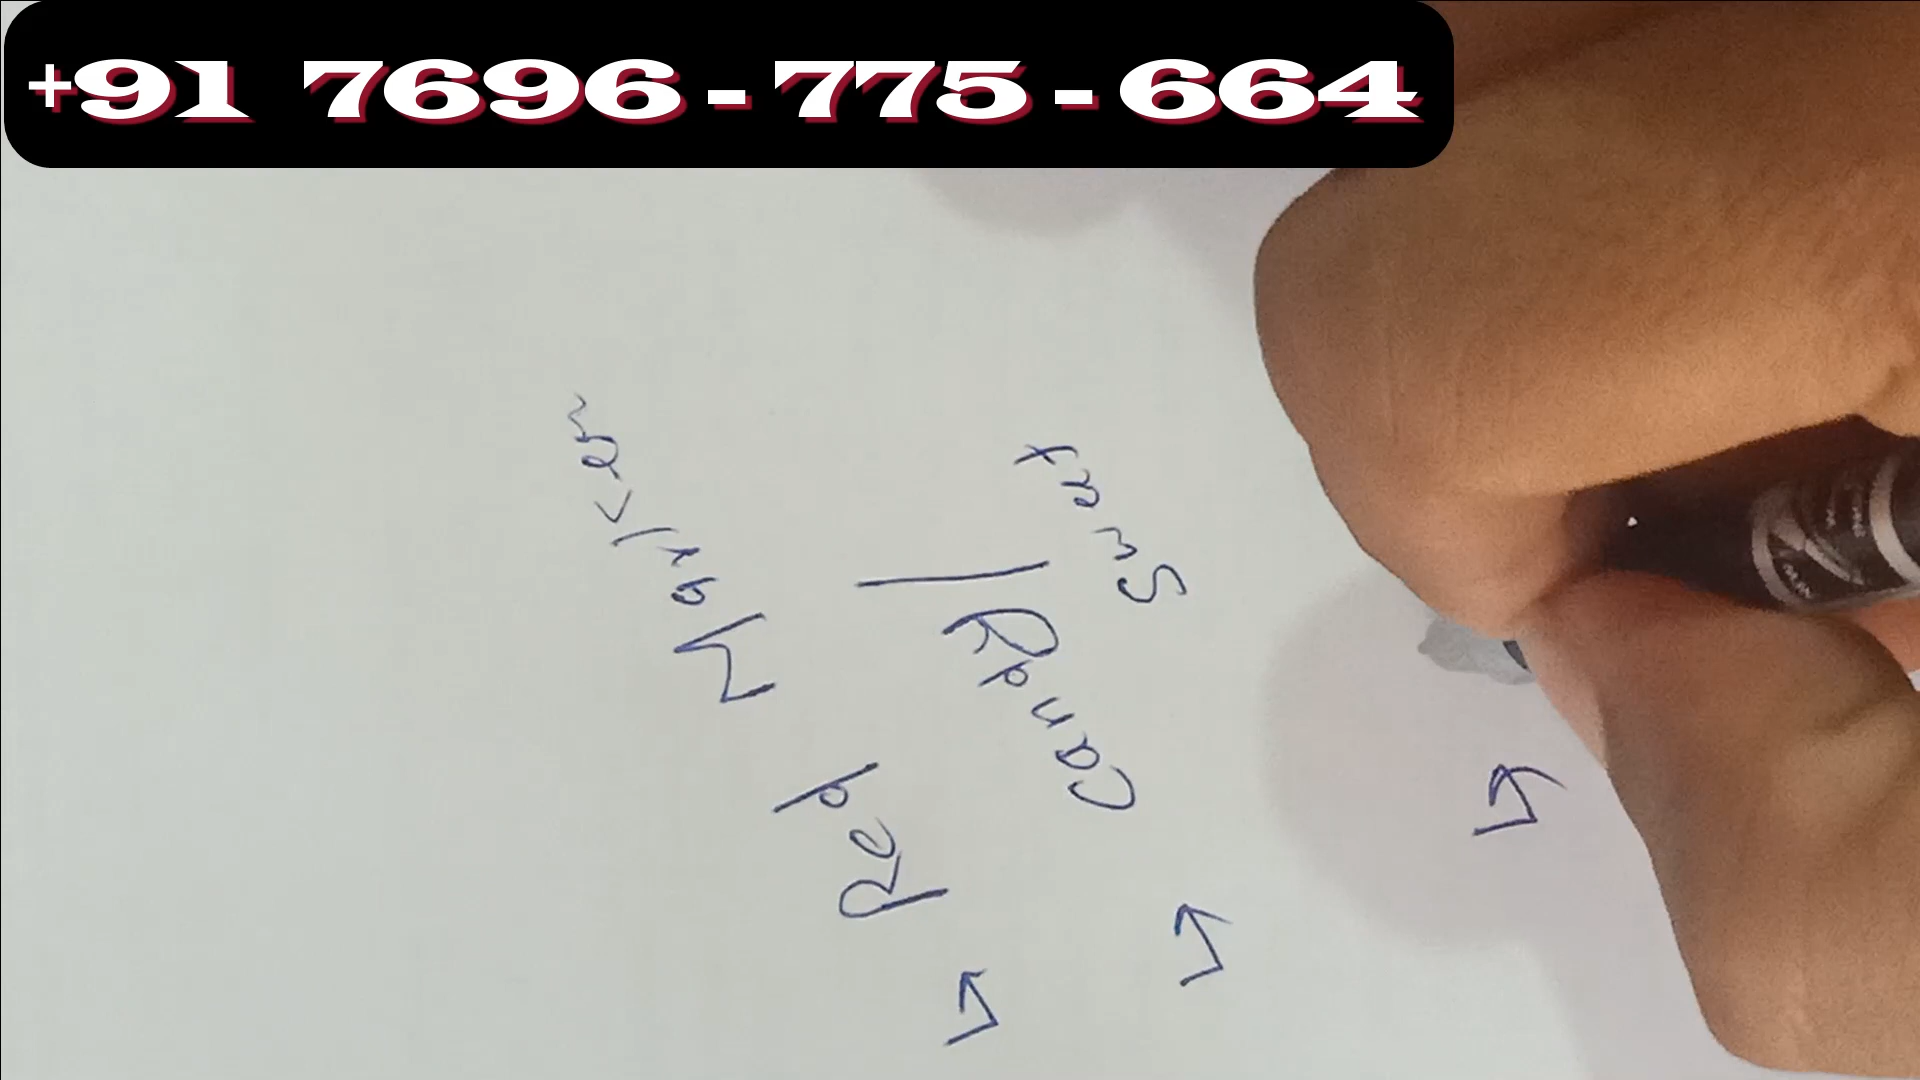 +91 7696-775-664
↳ Red Marker
↳ Candy / Sweet
↳